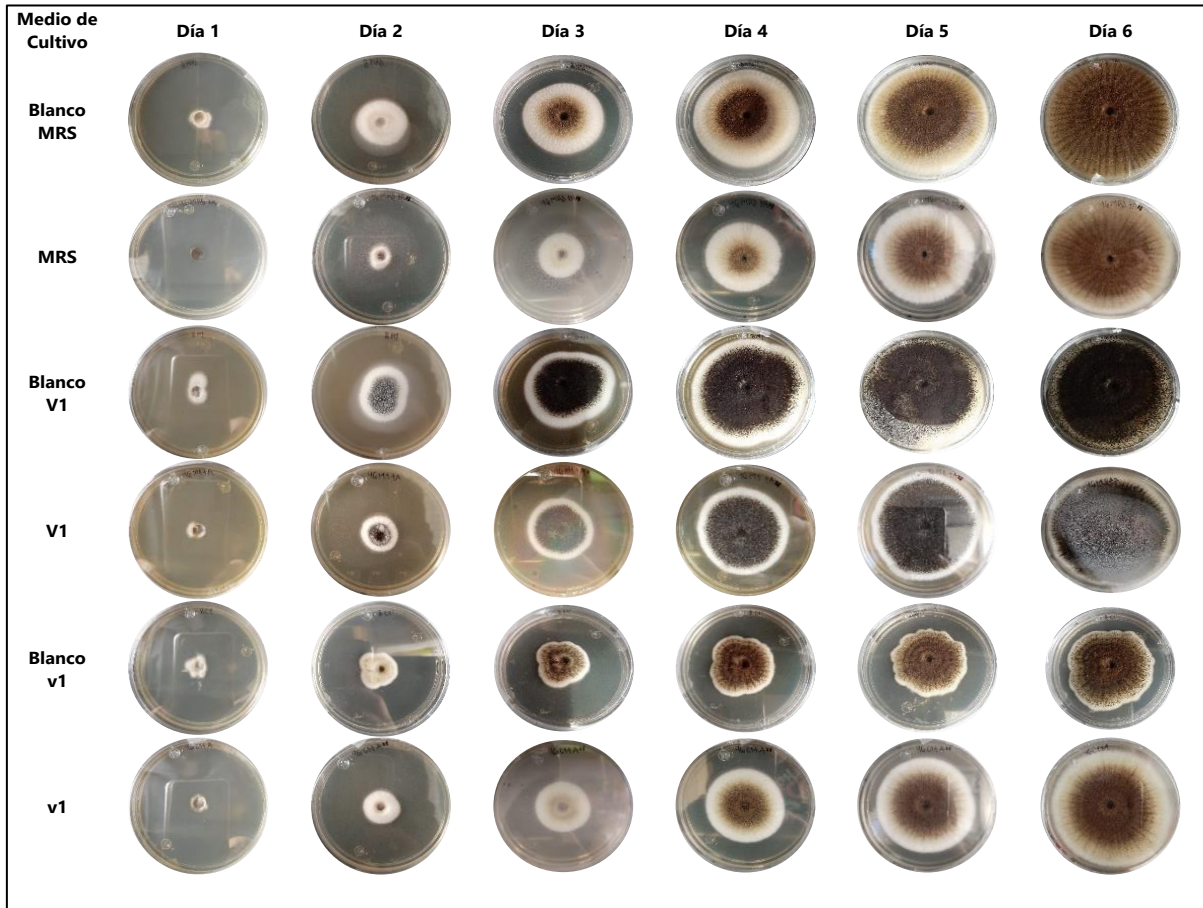 Medio de
Cultivo
Día 1
Día 2
Día 3
Día 4
Día 5
Día 6
Blanco
MRS
MRS
Blanco
V1
V1
Blanco
v1
v1